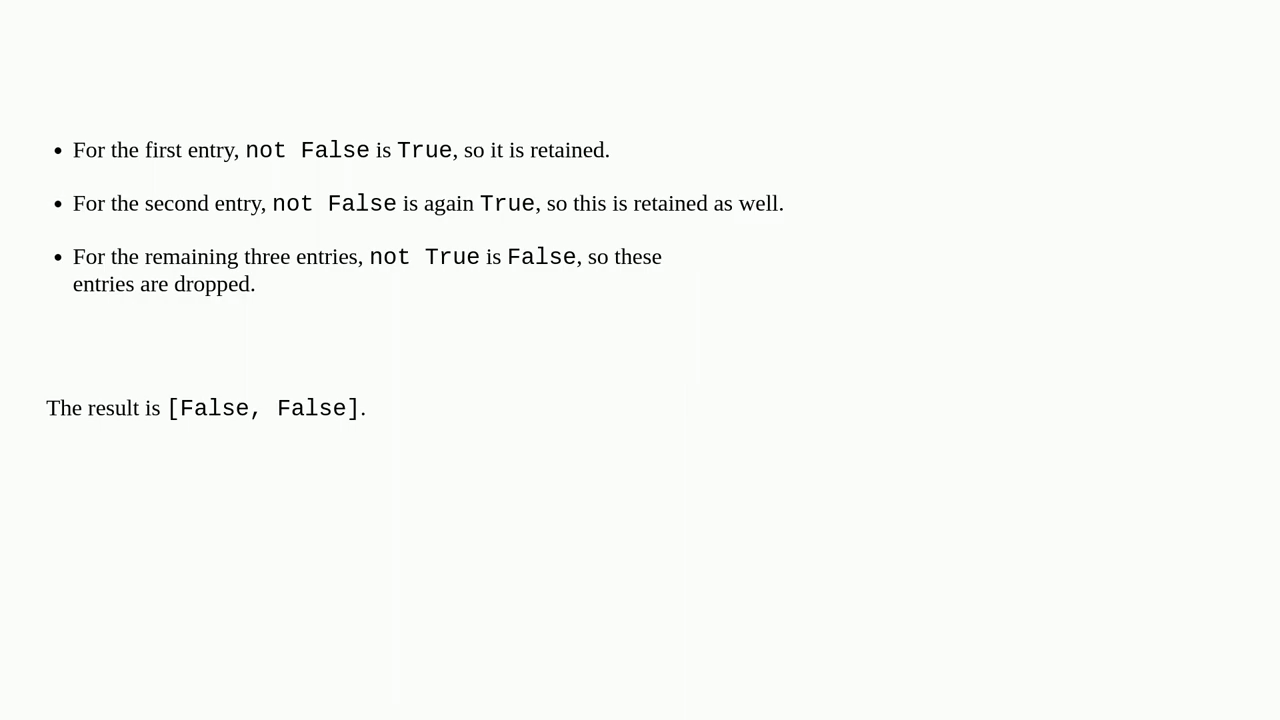 • For the first entry, not False is True, so it is retained.
• For the second entry, not False is again True, so this is retained as well.
• For the remaining three entries, not True is False, so these
entries are dropped.
The result is [False, False].